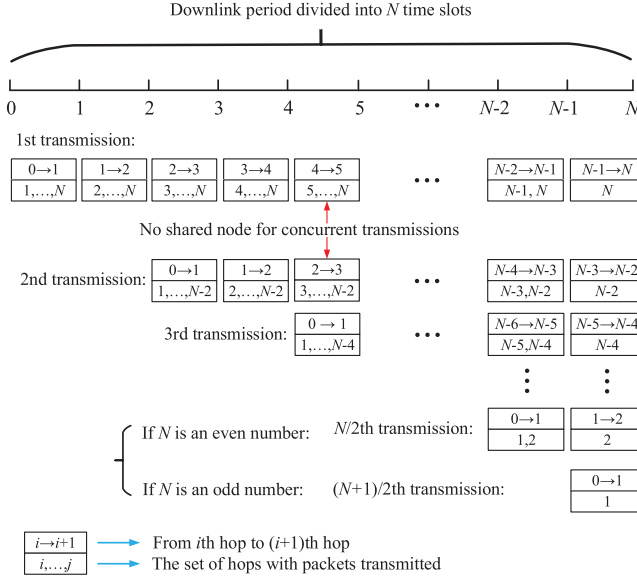 Downlink period divided into N time slots
0 1 2 3 4 5 ••• N-2 N-1 N
1st transmission:
0→1 1→2 2→3 3→4 4→5 ••• N-2→N-1 N-1→N
1,...,N 2,...,N 3,...,N 4,...,N 5,...,N N-1, N N
No shared node for concurrent transmissions
2nd transmission: 0→1 1→2 2→3 ••• N-4→N-3 N-3→N-2
1,...,N-2 2,...,N-2 3,...,N-2 N-3,N-2 N-2
3rd transmission: 0 → 1 ••• N-6→N-5 N-5→N-4
1,...,N-4 N-5,N-4 N-4
If N is an even number: N/2th transmission: 0→1 1→2
1,2 2
If N is an odd number: (N+1)/2th transmission: 0→1
1
i→i+1 From ith hop to (i+1)th hop
i,...,j The set of hops with packets transmitted